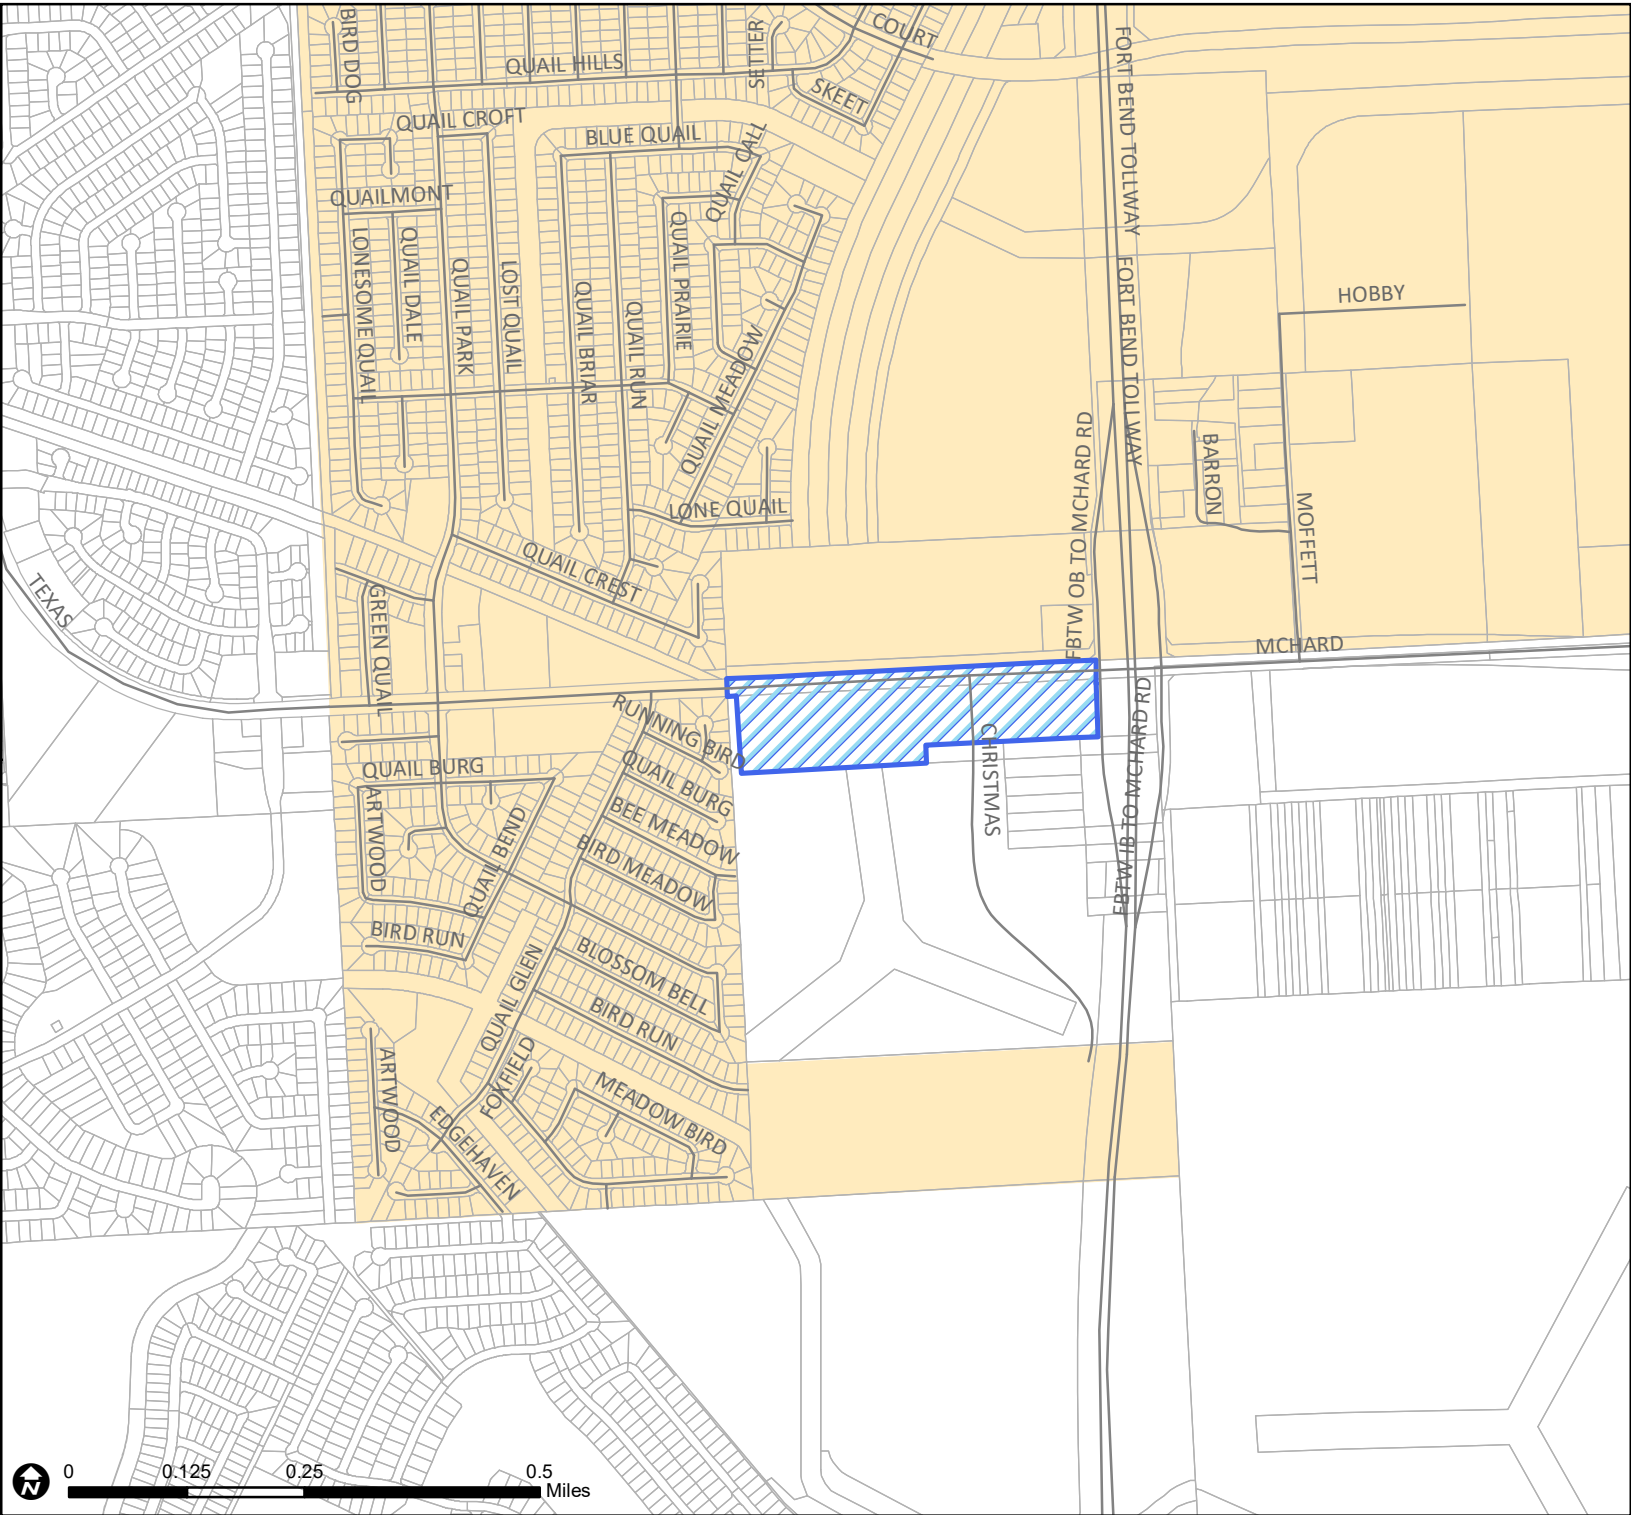 BIRD DOG
QUAIL HILLS
SETTER
COURT
SKEET
FORT BEND TOLLWAY
QUAIL CROFT
BLUE QUAIL
QUAIL CALL
QUAILMONT
LONESOME QUAIL
QUAIL DALE
QUAIL PARK
LOST QUAIL
QUAIL BRIAR
QUAIL RUN
QUAIL PRAIRIE
QUAIL MEADOW
FORT BEND TOLLWAY
HOBBY
BARRON
MOFFETT
LONE QUAIL
FBTW OB TO MCHARD RD
QUAIL CREST
TEXAS
GREEN QUAIL
MCHARD
RUNNING BIRD
CHRISTMAS
FBTW IB TO MCHARD RD
QUAIL BURG
QUAIL BURG
ARTWOOD
QUAIL BEND
BEE MEADOW
BIRD MEADOW
BIRD RUN
QUAIL GLEN
BLOSSOM BELL
BIRD RUN
ARTWOOD
FOXFIELD
EDGEHAVEN
MEADOW BIRD
N
0 0.125 0.25 0.5
Miles